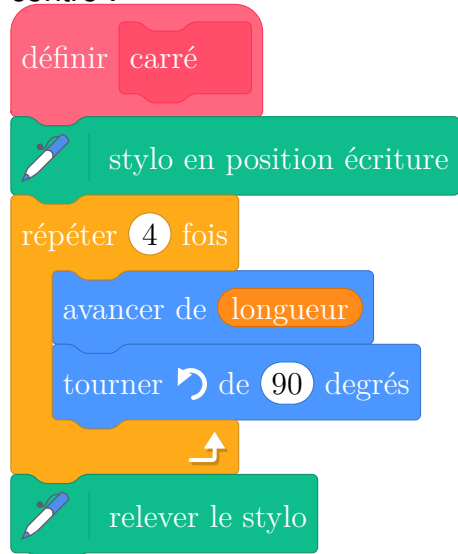 définir carré
stylo en position écriture
répéter 4 fois
avancer de longueur
tourner de 90 degrés
relever le stylo